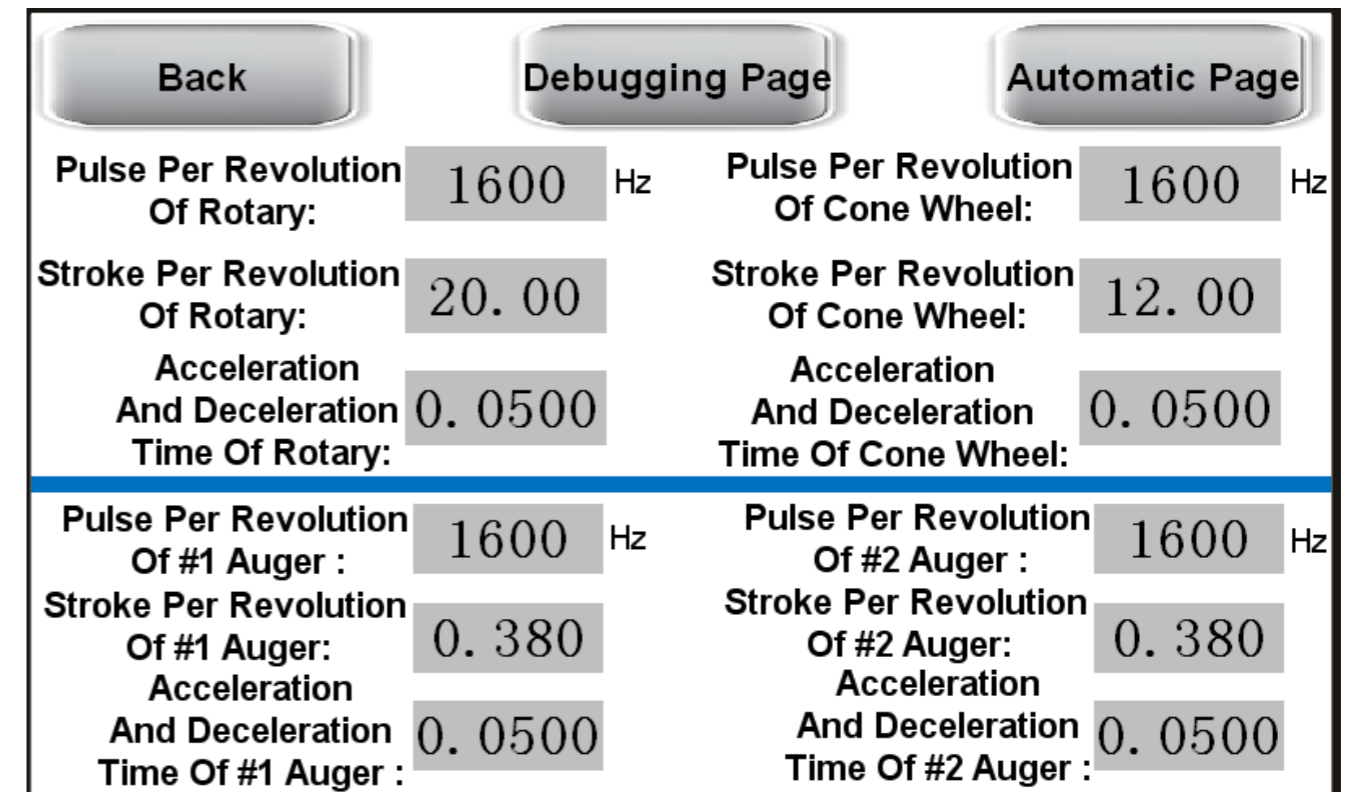 Back Debugging Page Automatic Page
Pulse Per Revolution
Of Rotary: 1600 Hz
Pulse Per Revolution
Of Cone Wheel: 1600 Hz
Stroke Per Revolution
Of Rotary: 20.00
Stroke Per Revolution
Of Cone Wheel: 12.00
Acceleration
And Deceleration 0.0500
Time Of Rotary:
Acceleration
And Deceleration 0.0500
Time Of Cone Wheel:
Pulse Per Revolution
Of #1 Auger : 1600 Hz
Pulse Per Revolution
Of #2 Auger : 1600 Hz
Stroke Per Revolution
Of #1 Auger: 0.380
Stroke Per Revolution
Of #2 Auger: 0.380
Acceleration
And Deceleration 0.0500
Time Of #1 Auger :
Acceleration
And Deceleration 0.0500
Time Of #2 Auger :